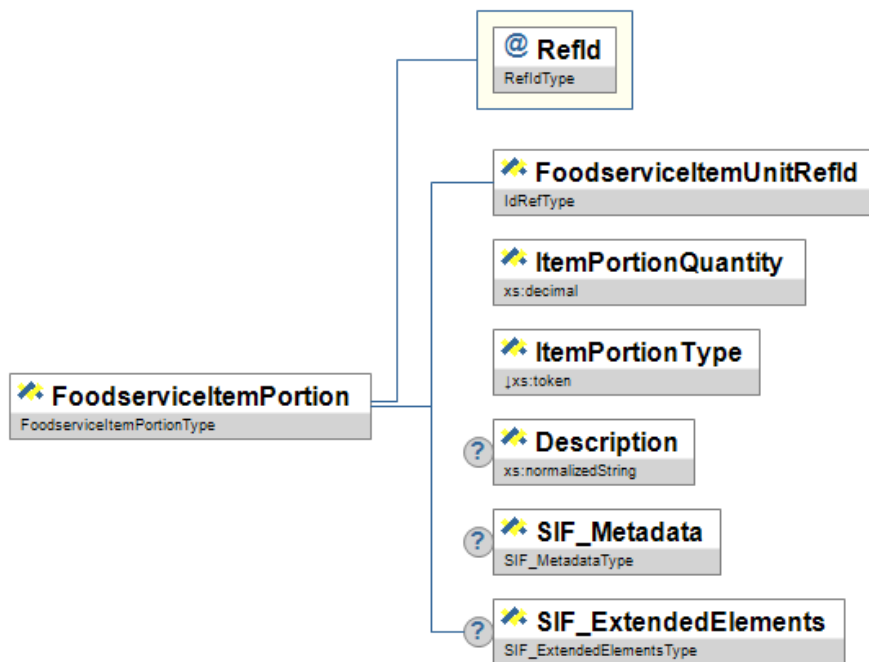 @ RefId
RefIdType
FoodserviceItemUnitRefId
IdRefType
ItemPortionQuantity
xs:decimal
ItemPortionType
↓xs:token
FoodserviceItemPortion
FoodserviceItemPortionType
? Description
xs:normalizedString
? SIF_Metadata
SIF_MetadataType
? SIF_ExtendedElements
SIF_ExtendedElementsType